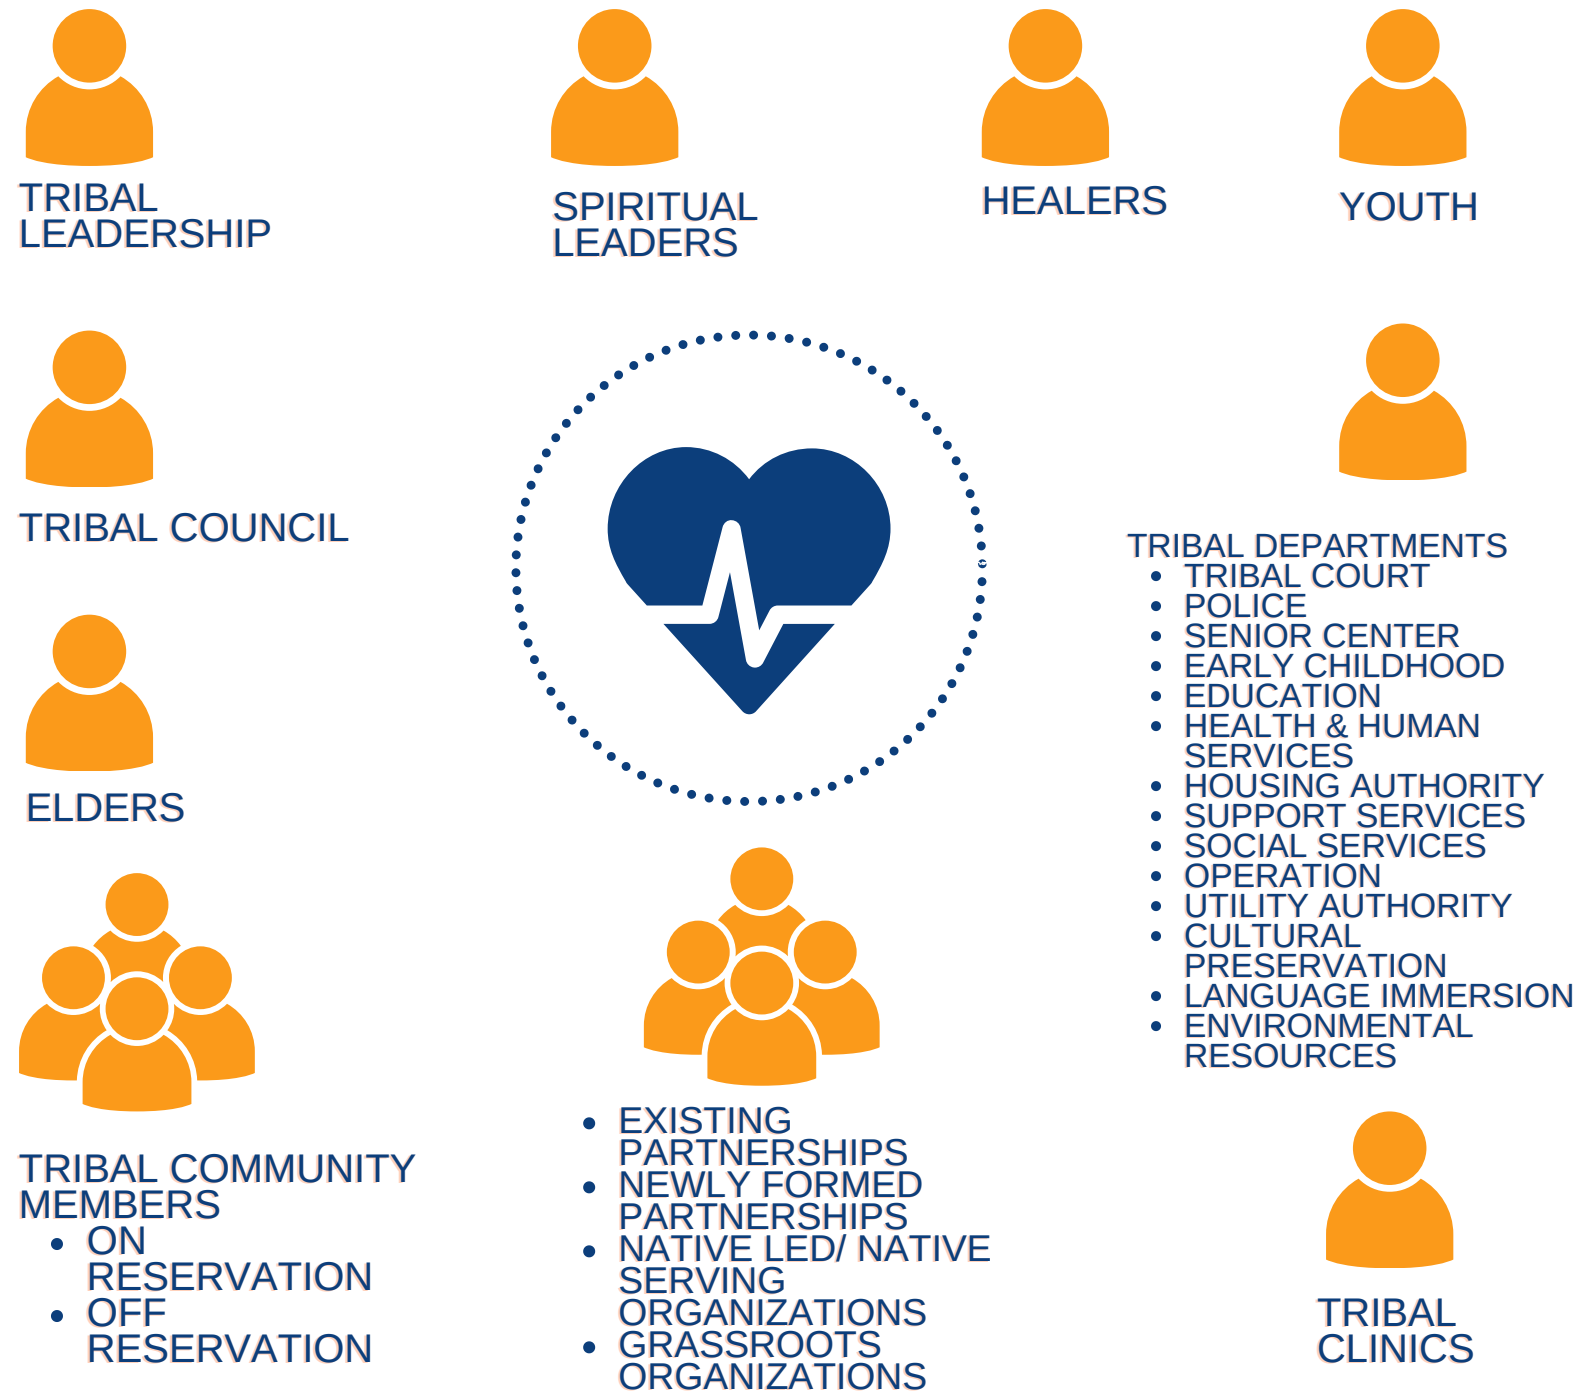 TRIBAL
LEADERSHIP
SPIRITUAL
LEADERS
HEALERS
YOUTH
TRIBAL COUNCIL
ELDERS
TRIBAL DEPARTMENTS
• TRIBAL COURT
• POLICE
• SENIOR CENTER
• EARLY CHILDHOOD
• EDUCATION
• HEALTH & HUMAN
SERVICES
• HOUSING AUTHORITY
• SUPPORT SERVICES
• SOCIAL SERVICES
• OPERATION
• UTILITY AUTHORITY
• CULTURAL
PRESERVATION
• LANGUAGE IMMERSION
• ENVIRONMENTAL
RESOURCES
TRIBAL COMMUNITY
MEMBERS
• ON
RESERVATION
• OFF
RESERVATION
• EXISTING
PARTNERSHIPS
• NEWLY FORMED
PARTNERSHIPS
• NATIVE LED/ NATIVE
SERVING
ORGANIZATIONS
• GRASSROOTS
ORGANIZATIONS
TRIBAL
CLINICS